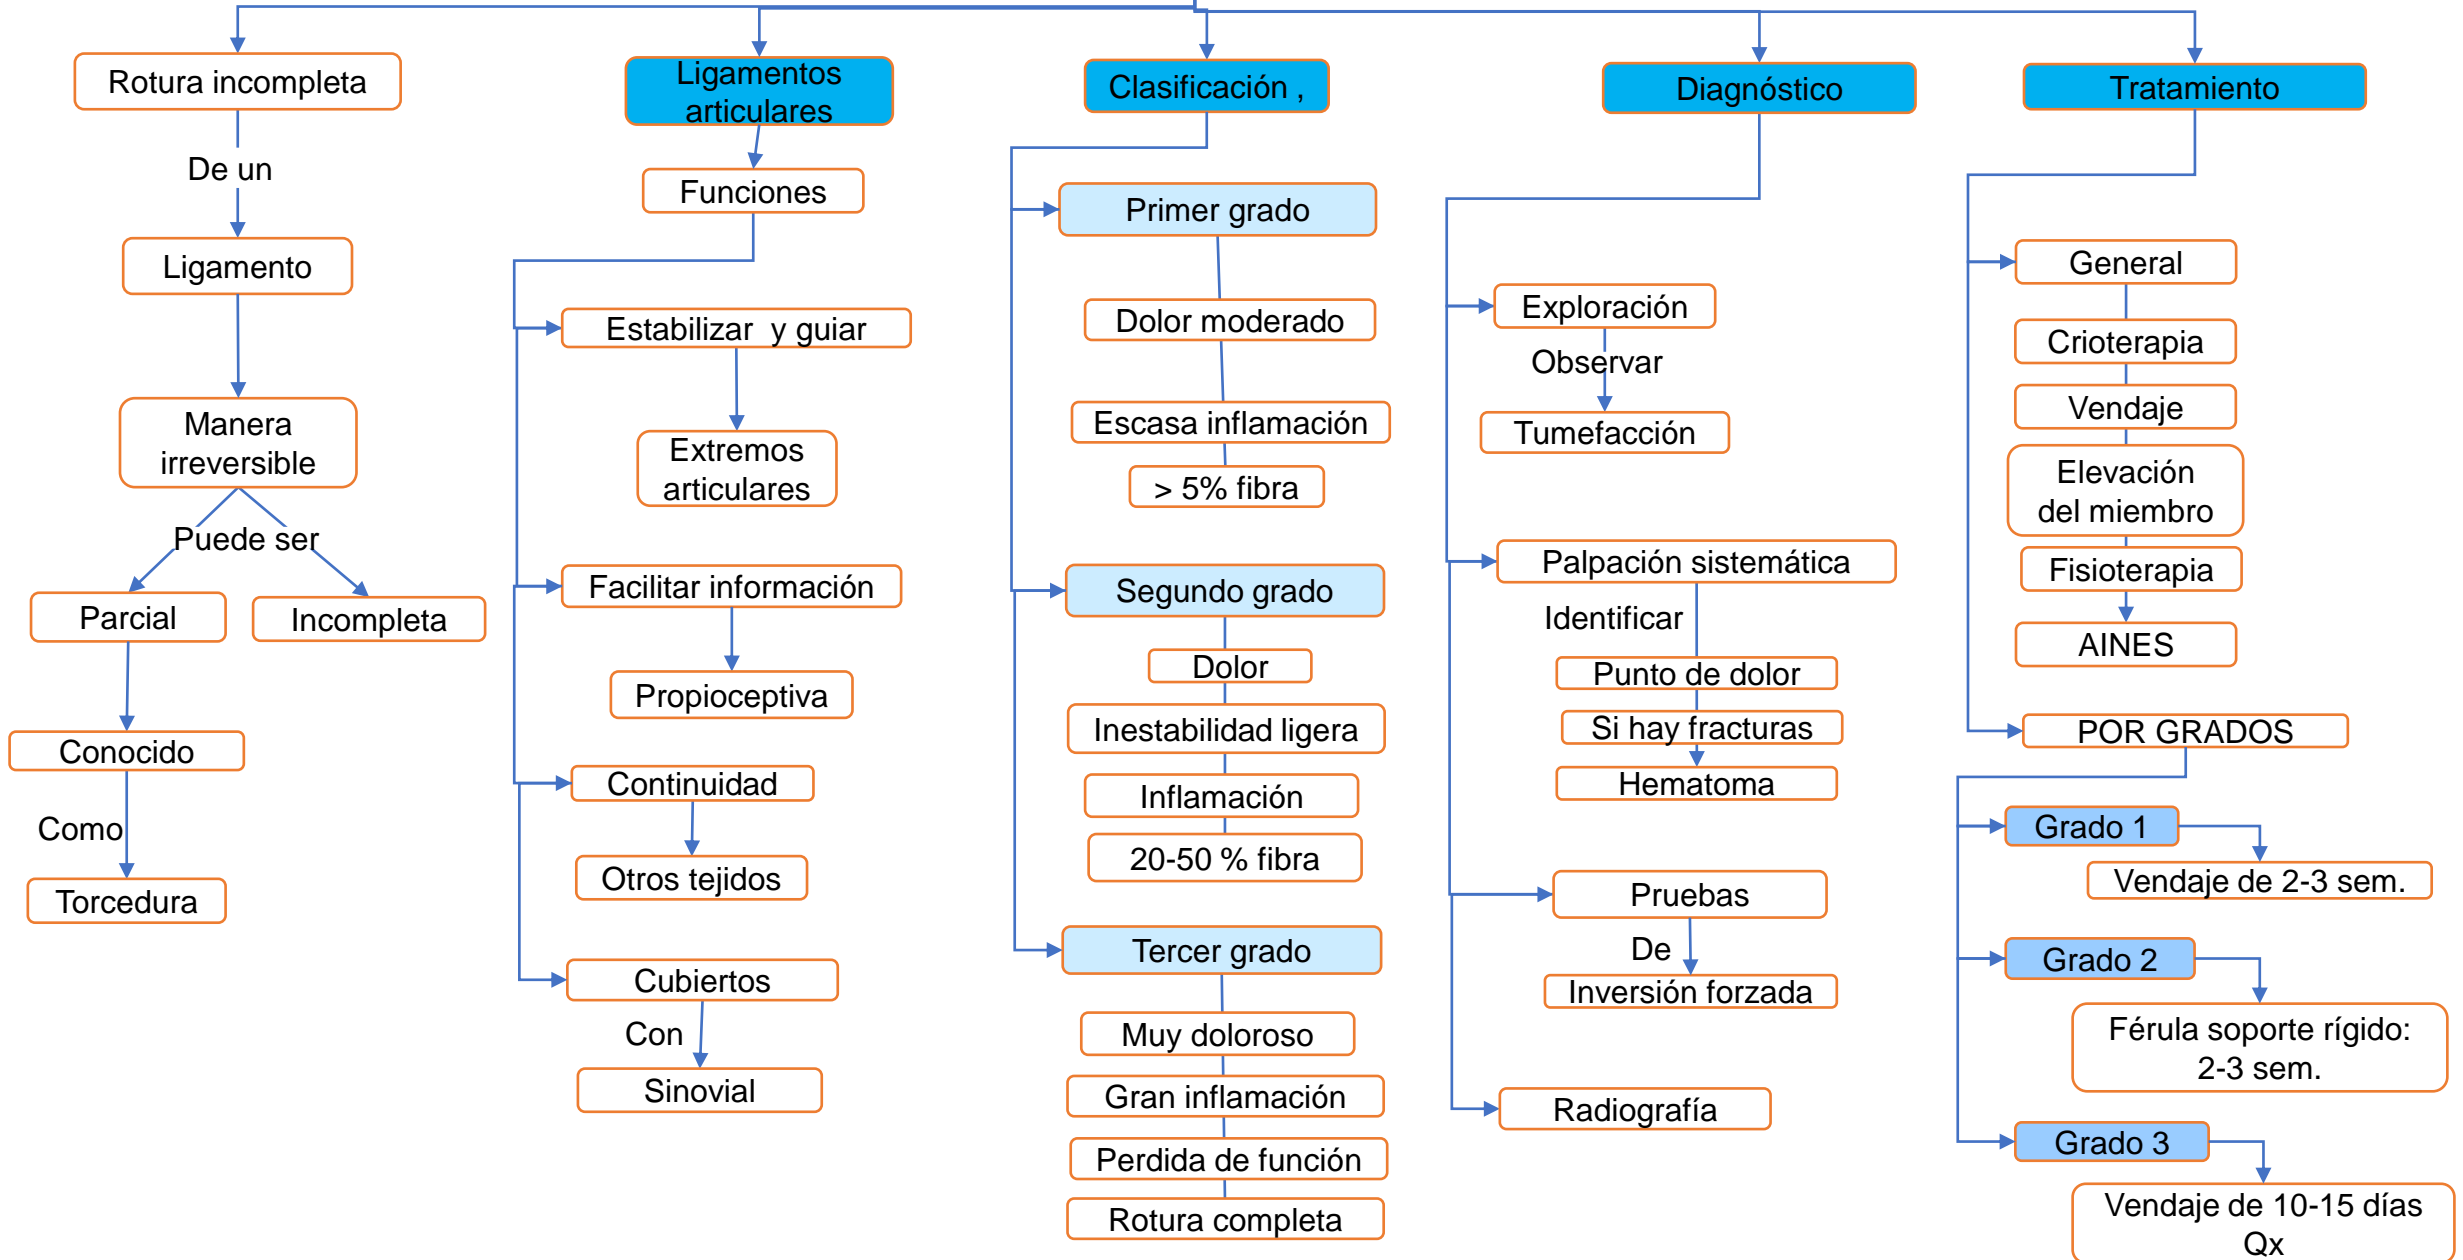 Rotura incompleta
De un
Ligamento
Manera
irreversible
Puede ser
Parcial
Incompleta
Conocido
Como
Torcedura
Ligamentos
articulares
Funciones
Estabilizar  y guiar
Extremos
articulares
Facilitar información
Propioceptiva
Continuidad
Otros tejidos
Cubiertos
Con
Sinovial
Clasificación ,
Primer grado
Dolor moderado
Escasa inflamación
> 5% fibra
Segundo grado
Dolor
Inestabilidad ligera
Inflamación
20-50 % fibra
Tercer grado
Muy doloroso
Gran inflamación
Perdida de función
Rotura completa
Diagnóstico
Exploración
Observar
Tumefacción
Palpación sistemática
Identificar
Punto de dolor
Si hay fracturas
Hematoma
Pruebas
De
Inversión forzada
Radiografía
Tratamiento
General
Crioterapia
Vendaje
Elevación
del miembro
Fisioterapia
AINES
POR GRADOS
Grado 1
Vendaje de 2-3 sem.
Grado 2
Férula soporte rígido:
2-3 sem.
Grado 3
Vendaje de 10-15 días
Qx